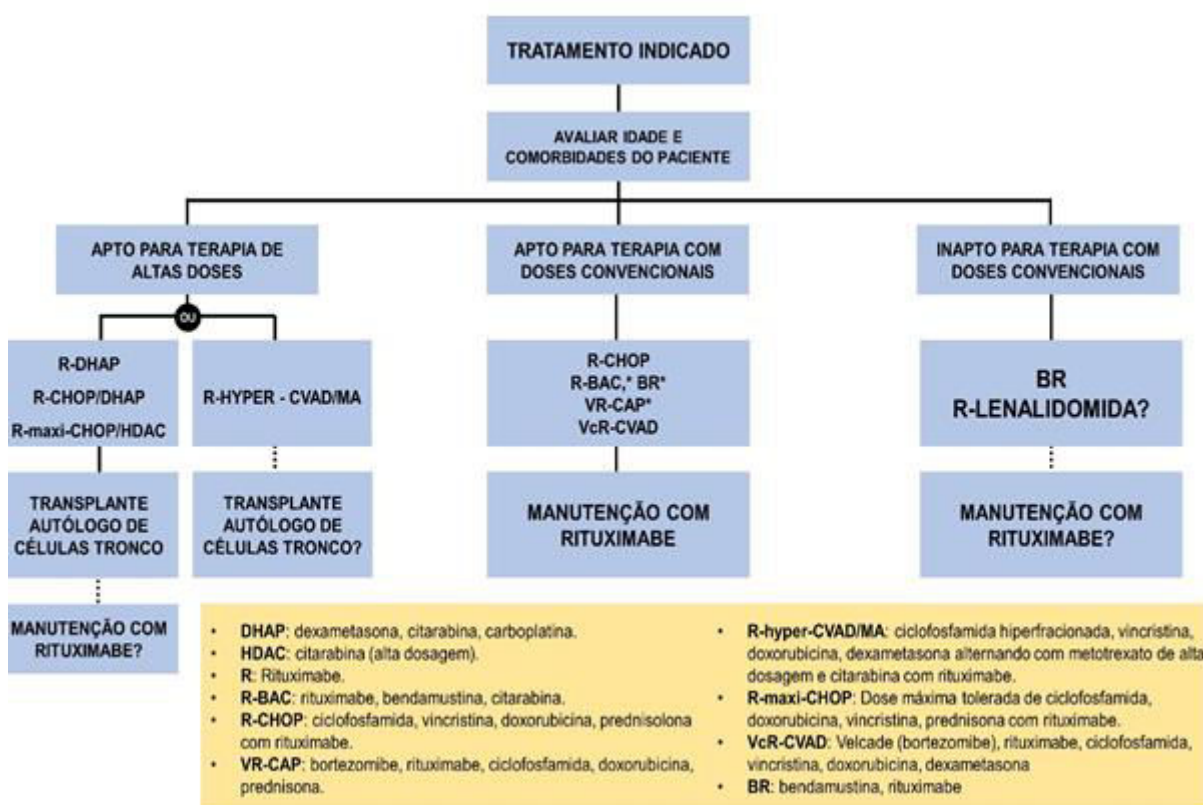 TRATAMENTO INDICADO
AVALIAR IDADE E
COMORBIDADES DO PACIENTE
APTO PARA TERAPIA DE
ALTAS DOSES
APTO PARA TERAPIA COM
DOSES CONVENCIONAIS
INAPTO PARA TERAPIA COM
DOSES CONVENCIONAIS
OU
R-DHAP
R-CHOP/DHAP
R-maxi-CHOP/HDAC
R-HYPER - CVAD/MA
R-CHOP
R-BAC,* BR*
VR-CAP*
VcR-CVAD
BR
R-LENALIDOMIDA?
TRANSPLANTE
AUTÓLOGO DE
CÉLULAS TRONCO
TRANSPLANTE
AUTÓLOGO DE
CÉLULAS TRONCO?
MANUTENÇÃO COM
RITUXIMABE
MANUTENÇÃO COM
RITUXIMABE?
MANUTENÇÃO COM
RITUXIMABE?
• DHAP: dexametasona, citarabina, carboplatina.
• HDAC: citarabina (alta dosagem).
• R: Rituximabe.
• R-BAC: rituximabe, bendamustina, citarabina.
• R-CHOP: ciclofosfamida, vincristina, doxorubicina, prednisolona
com rituximabe.
• VR-CAP: bortezomibe, rituximabe, ciclofosfamida, doxorubicina,
prednisona.
• R-hyper-CVAD/MA: ciclofosfamida hiperfracionada, vincristina,
doxorubicina, dexametasona alternando com metotrexato de alta
dosagem e citarabina com rituximabe.
• R-maxi-CHOP: Dose máxima tolerada de ciclofosfamida,
doxorubicina, vincristina, prednisona com rituximabe.
• VcR-CVAD: Velcade (bortezomibe), rituximabe, ciclofosfamida,
vincristina, doxorubicina, dexametasona
• BR: bendamustina, rituximabe